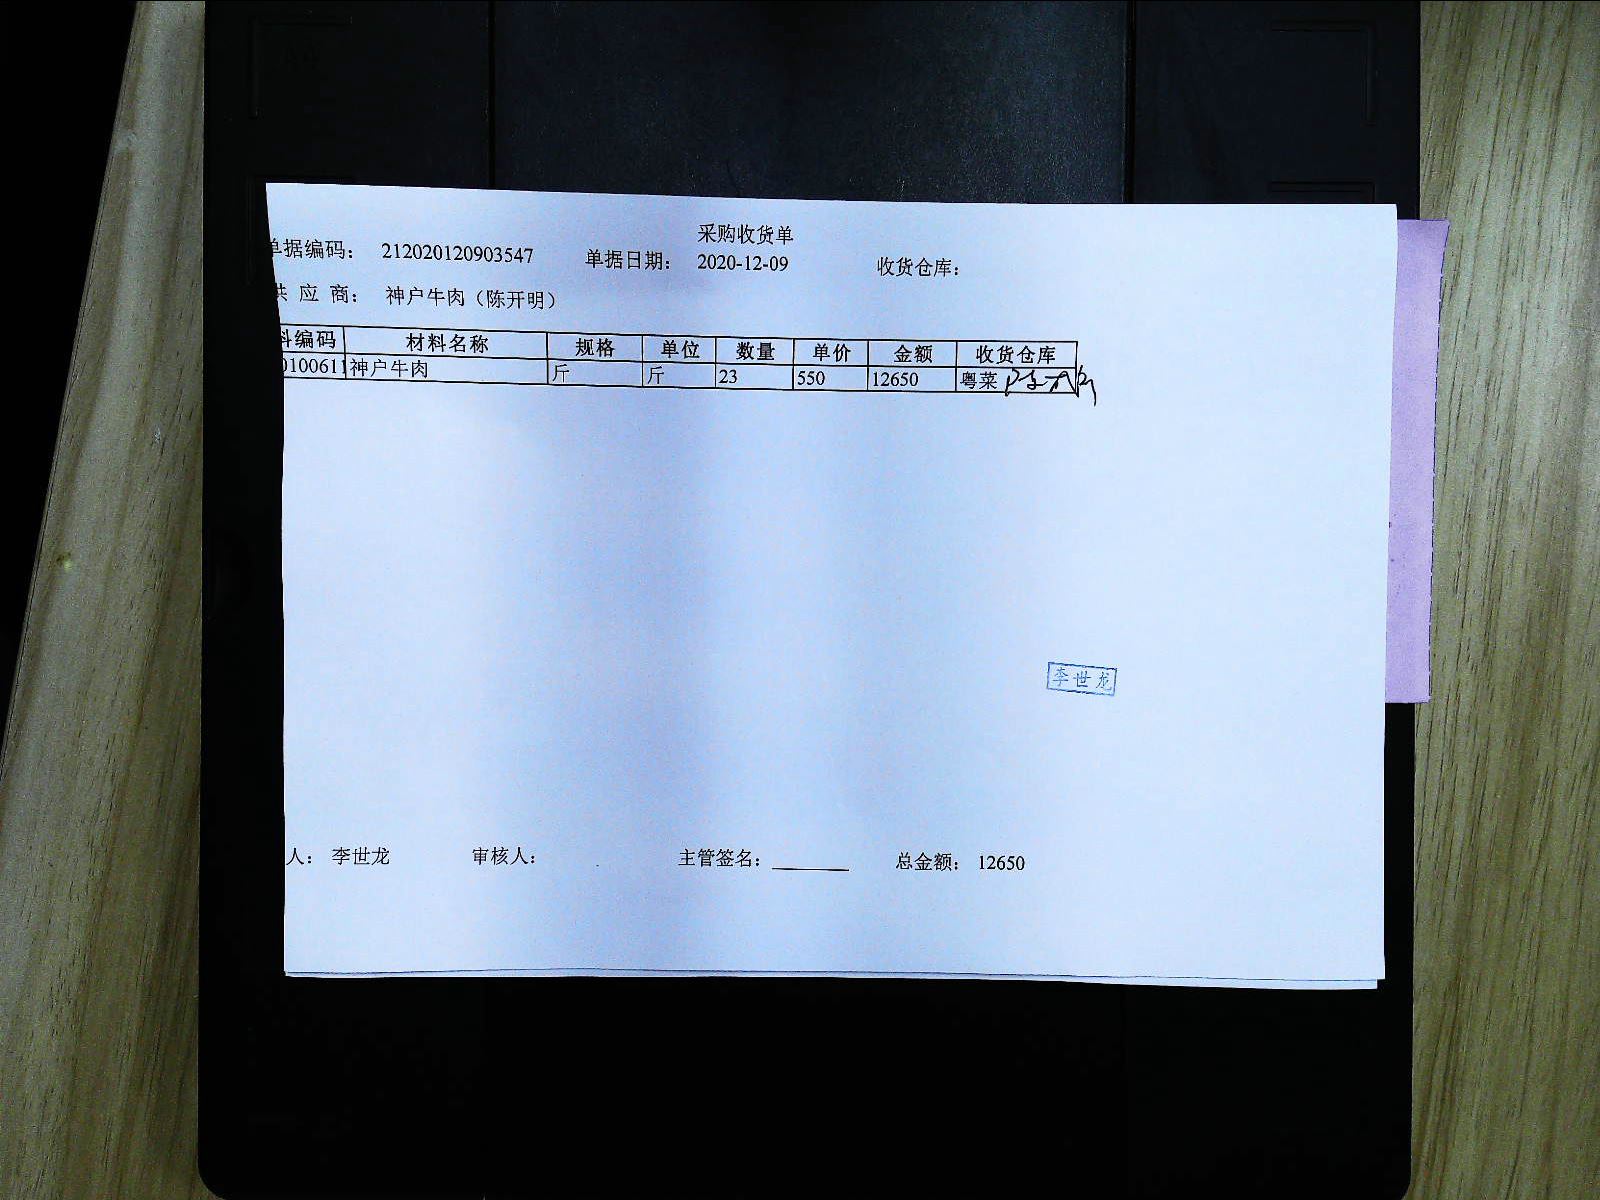 采购收货单
单据编码： 212020120903547 单据日期： 2020-12-09 收货仓库：
供 应 商： 神户牛肉（陈开明）
料编码 材料名称 规格 单位 数量 单价 金额 收货仓库
0100611 神户牛肉 斤 斤 23 550 12650 粤菜
李世龙
人： 李世龙 审核人： 主管签名： 总金额： 12650